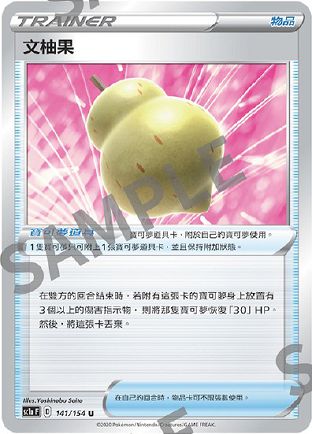 TRAINER 物品
文柚果
寶可夢道具 寶可夢道具卡，附於自己的寶可夢使用。
1隻寶可夢只可附上1張寶可夢道具卡，並且保持附加狀態。
在雙方的回合結束時，若附有這張卡的寶可夢身上放置有
3個以上的傷害指示物，則將那隻寶可夢恢復「30」HP。
然後，將這張卡丟棄。
Illus.Yoshinobu Saito
在自己的回合時，物品卡可不限張數使用。
sc1a F D 141/154 U
©2020 Pokémon/Nintendo/Creatures/GAME FREAK.
SAMPLE